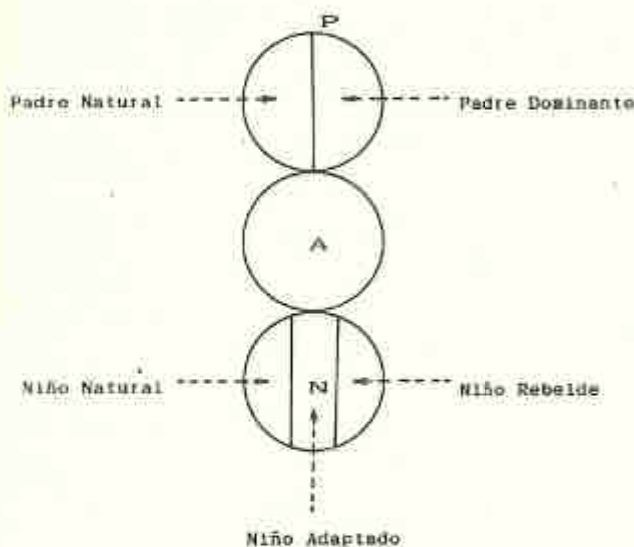 P
Padre Natural Padre Dominante
A
Niño Natural N Niño Rebelde
Niño Adaptado